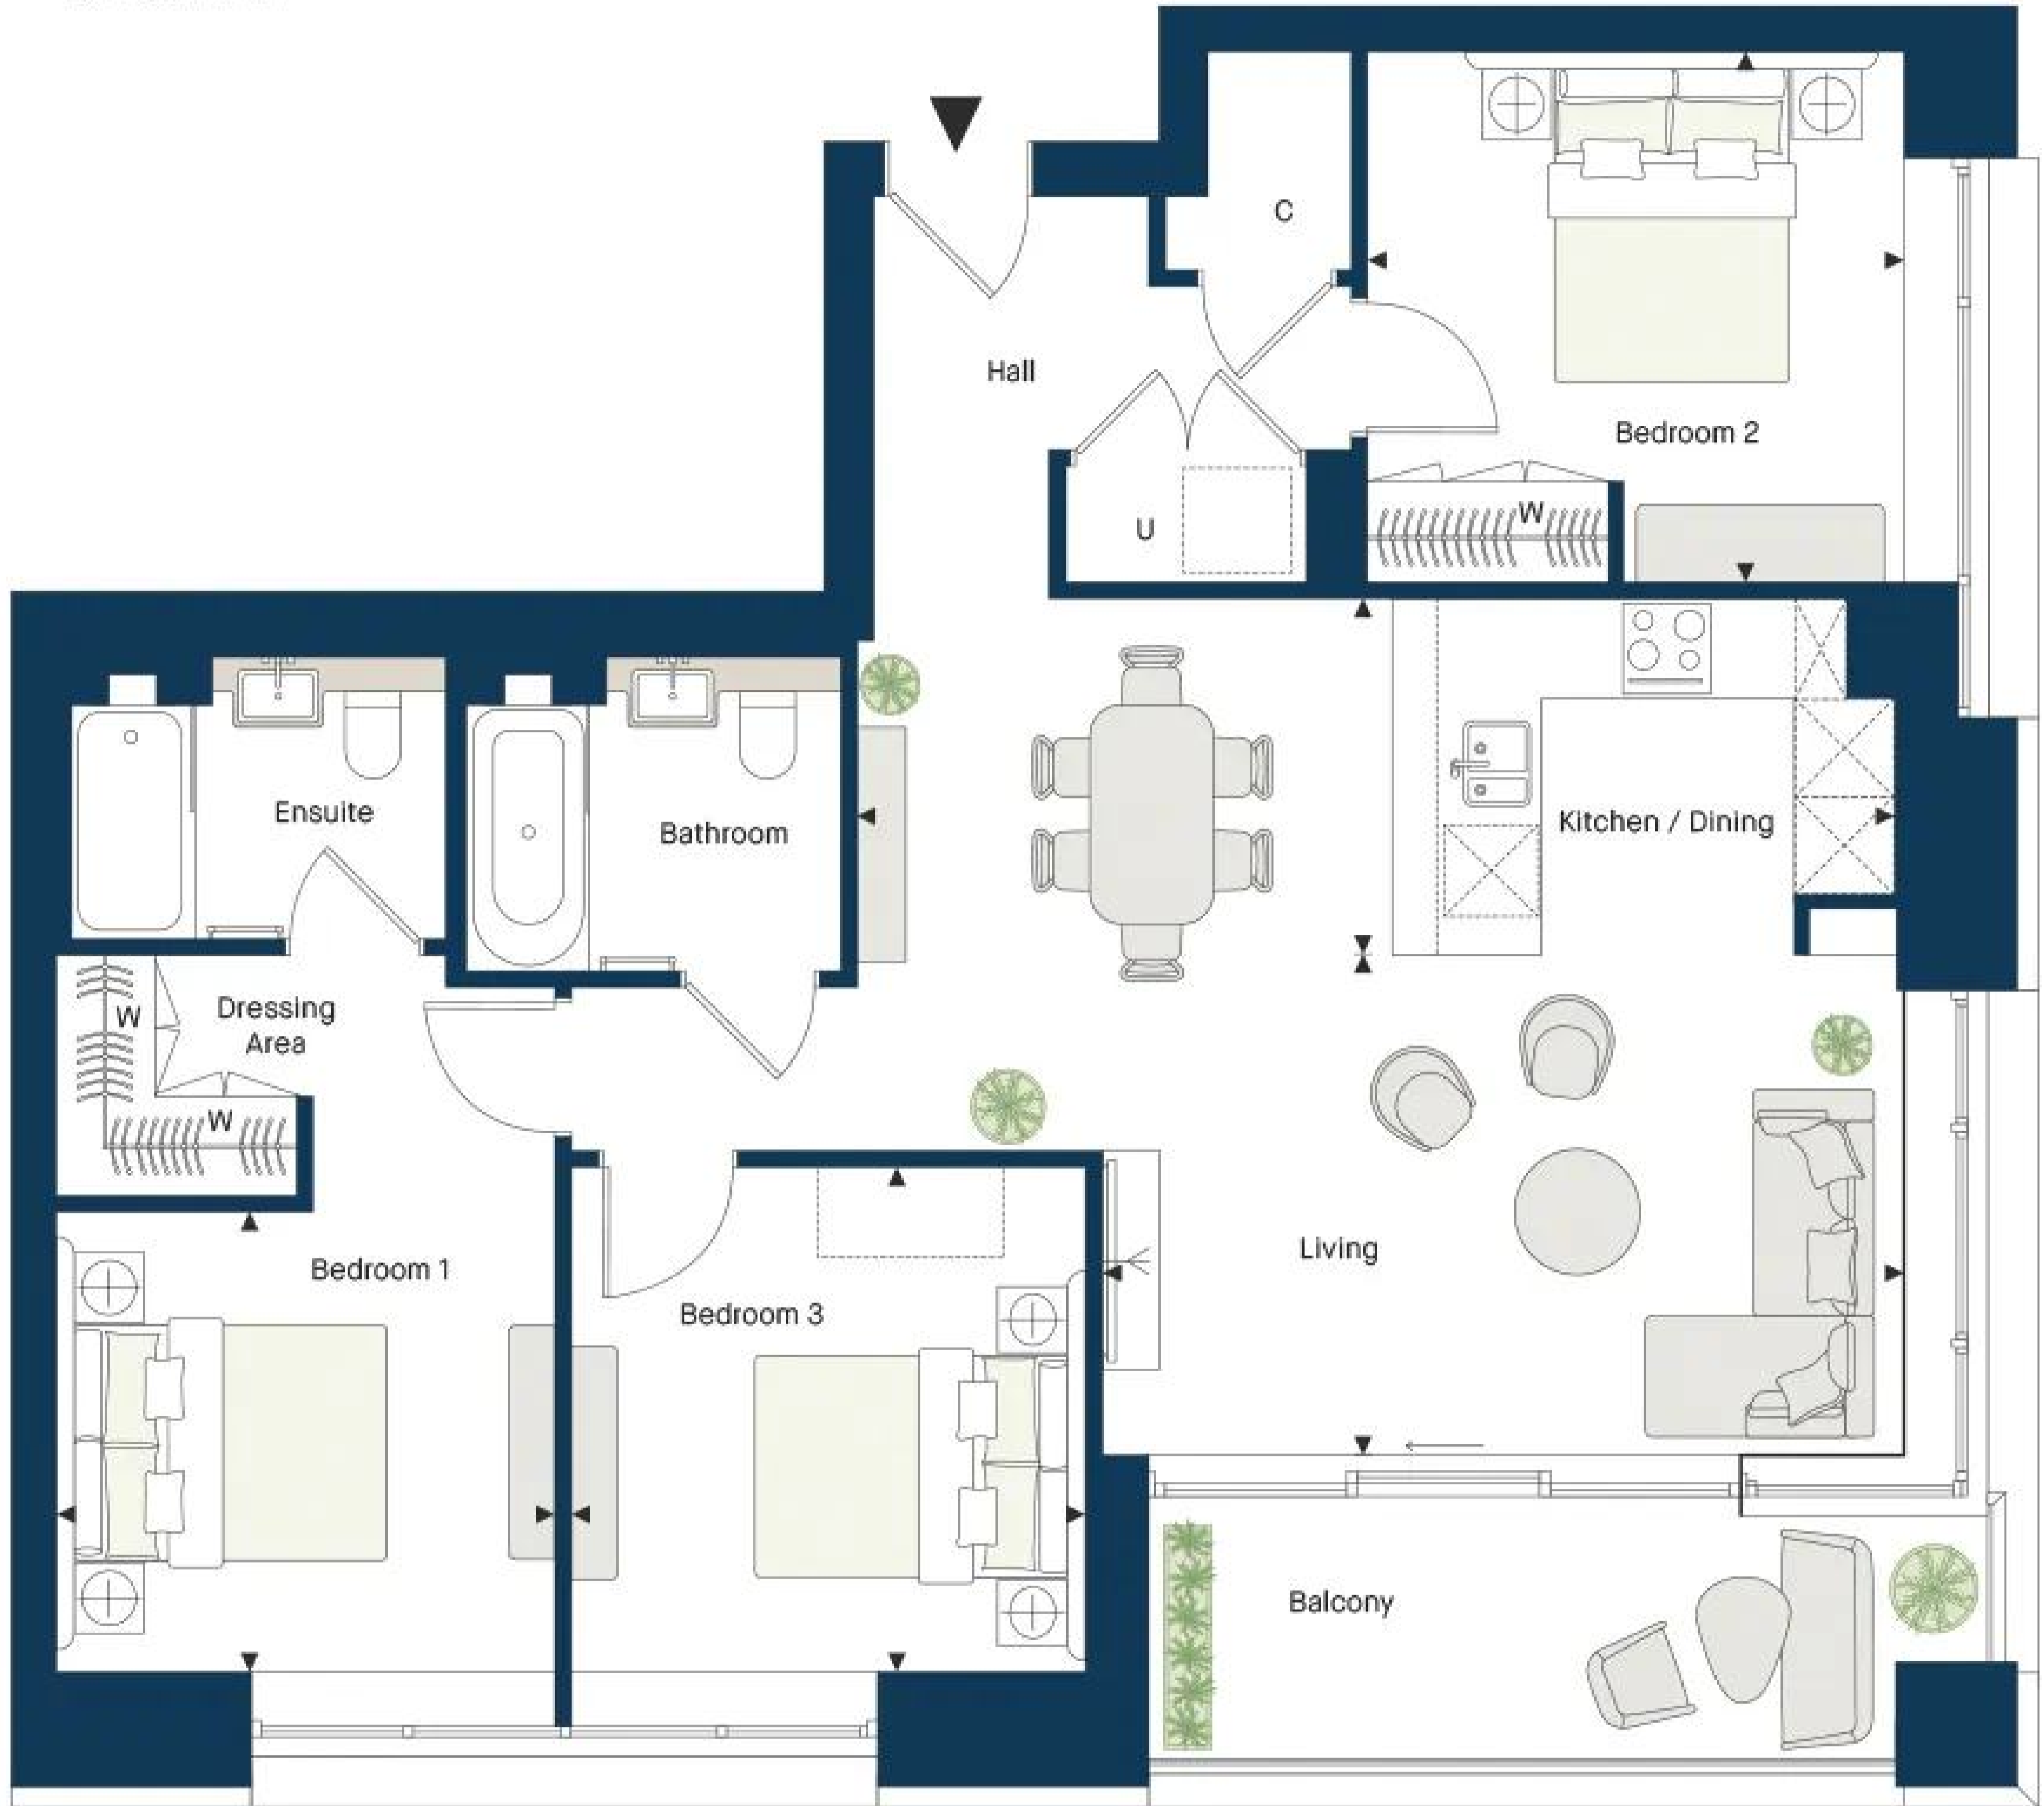 C
Hall
Bedroom 2
W
U
Ensuite
Bathroom
Kitchen / Dining
W
Dressing
Area
W
Living
Bedroom 1
Bedroom 3
Balcony